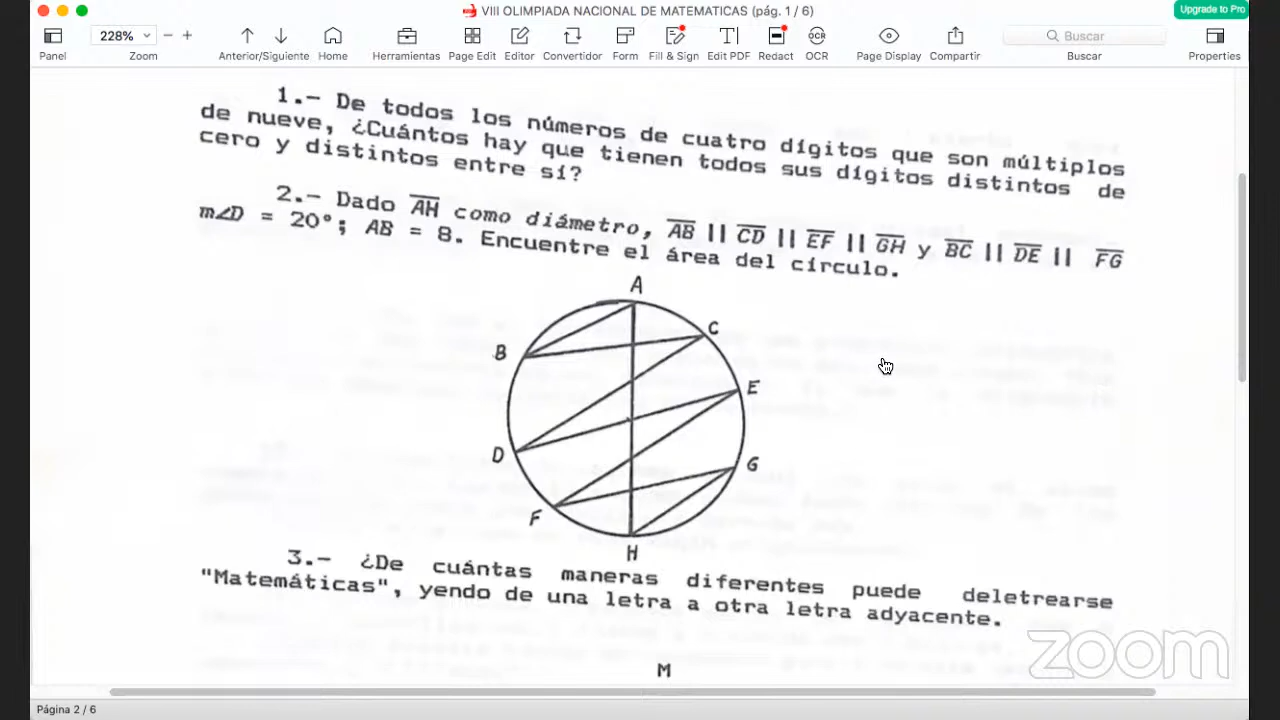 VIII OLIMPIADA NACIONAL DE MATEMATICAS (pág. 1 / 6)
Upgrade to Pro
228%
Buscar
Panel Zoom Anterior/Siguiente Home Herramientas Page Edit Editor Convertidor Form Fill & Sign Edit PDF Redact OCR Page Display Compartir Buscar Properties
1.- De todos los números de cuatro dígitos que son múltiplos
de nueve, ¿Cuántos hay que tienen todos sus dígitos distintos de
cero y distintos entre sí?
2.- Dado AH como diámetro, AB || CD || EF || GH y BC || DE || FG
m∠D = 20°; AB = 8. Encuentre el área del círculo.
A
C
B
E
D
G
F
H
3.- ¿De cuántas maneras diferentes puede deletrearse
"Matemáticas", yendo de una letra a otra letra adyacente.
zoom
M
Página 2 / 6